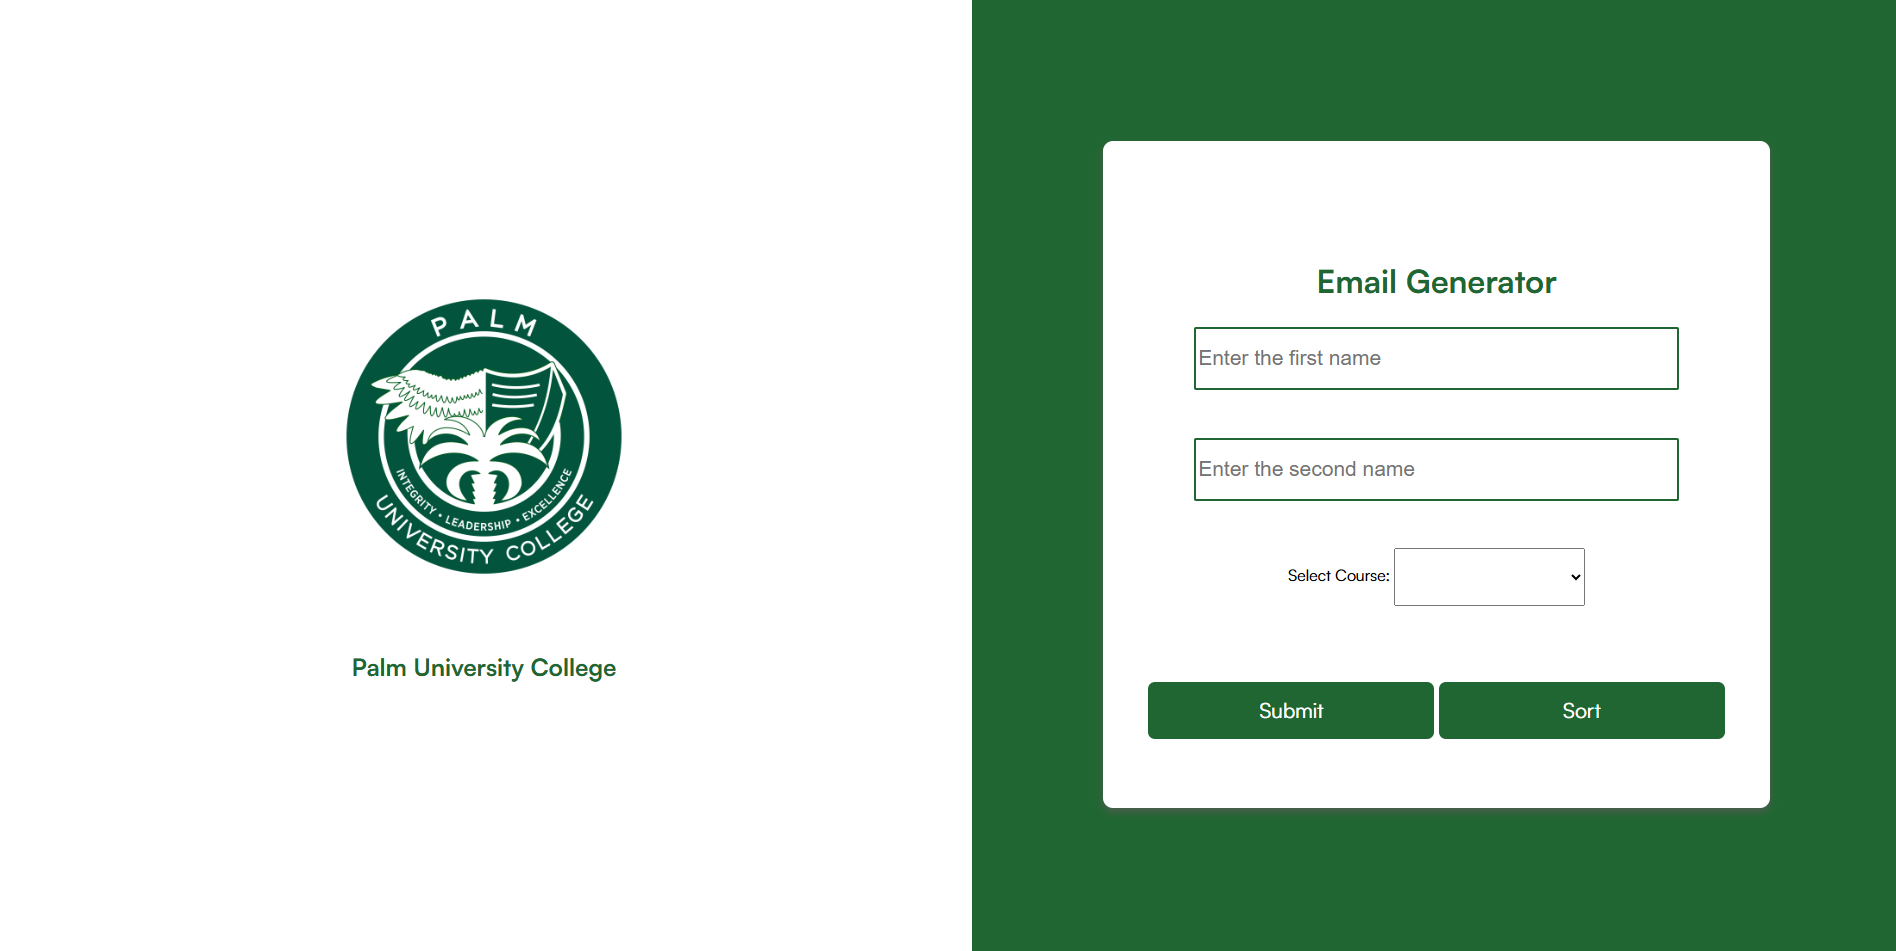 PALM
INTEGRITY • LEADERSHIP • EXCELLENCE
UNIVERSITY COLLEGE
Palm University College
Email Generator
Enter the first name
Enter the second name
Select Course:
Submit Sort